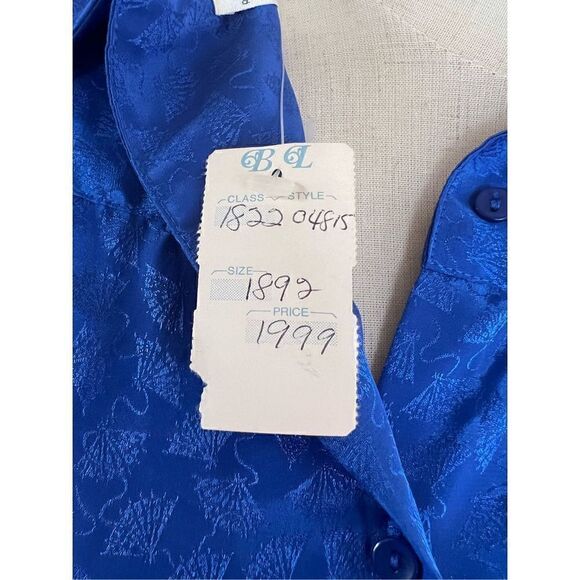 BL
CLASS STYLE
1822 04815
SIZE
1892
PRICE
1999